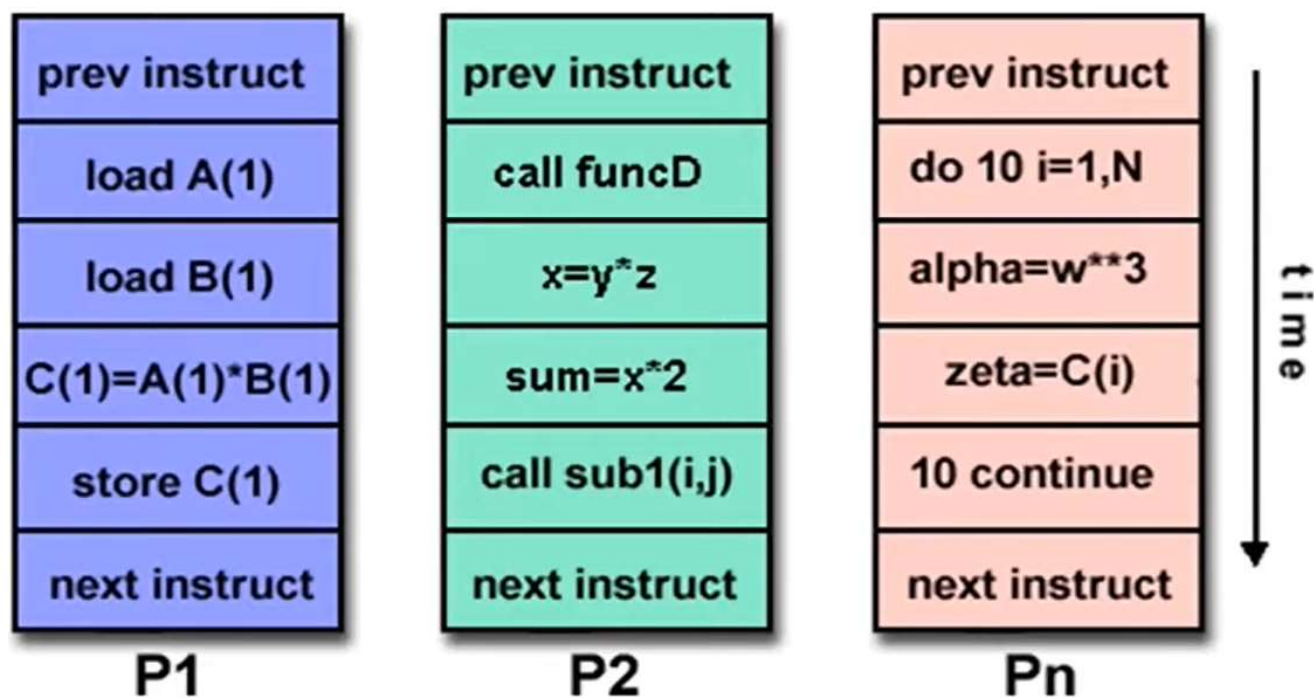 prev instruct
load A(1)
load B(1)
C(1)=A(1)*B(1)
store C(1)
next instruct
P1
prev instruct
call funcD
x=y*z
sum=x*2
call sub1(i,j)
next instruct
P2
prev instruct
do 10 i=1,N
alpha=w**3
zeta=C(i)
10 continue
next instruct
Pn
time